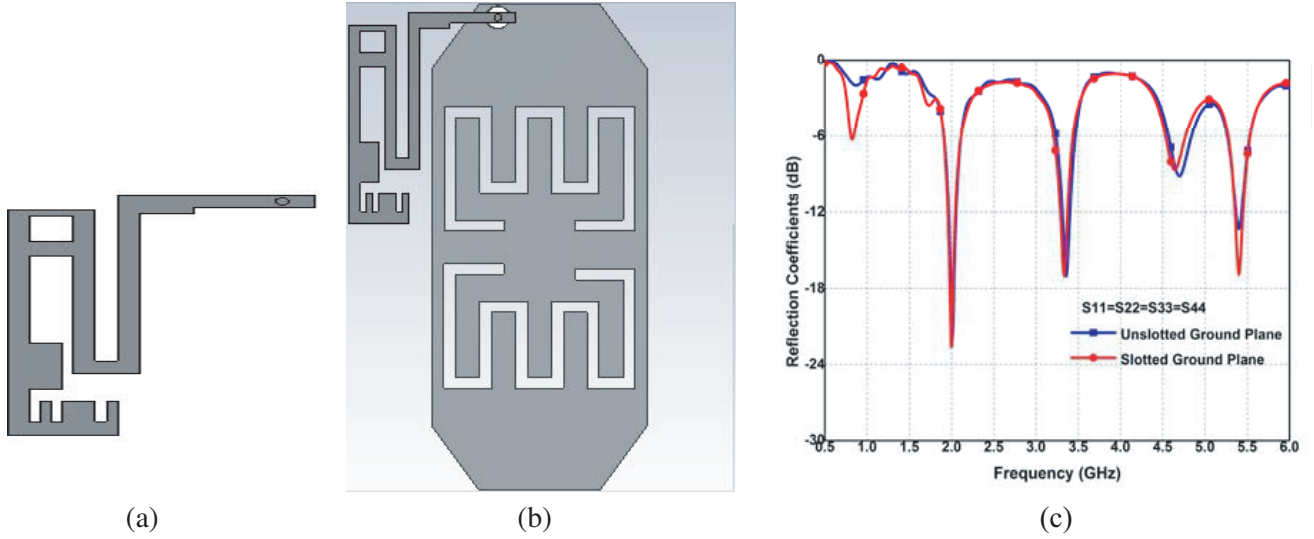 0
-6
-12
-18
-24
-30
Reflection Coefficients (dB)
S11=S22=S33=S44
Unslotted Ground Plane
Slotted Ground Plane
0.5 1.0 1.5 2.0 2.5 3.0 3.5 4.0 4.5 5.0 5.5 6.0
Frequency (GHz)
(a) (b) (c)